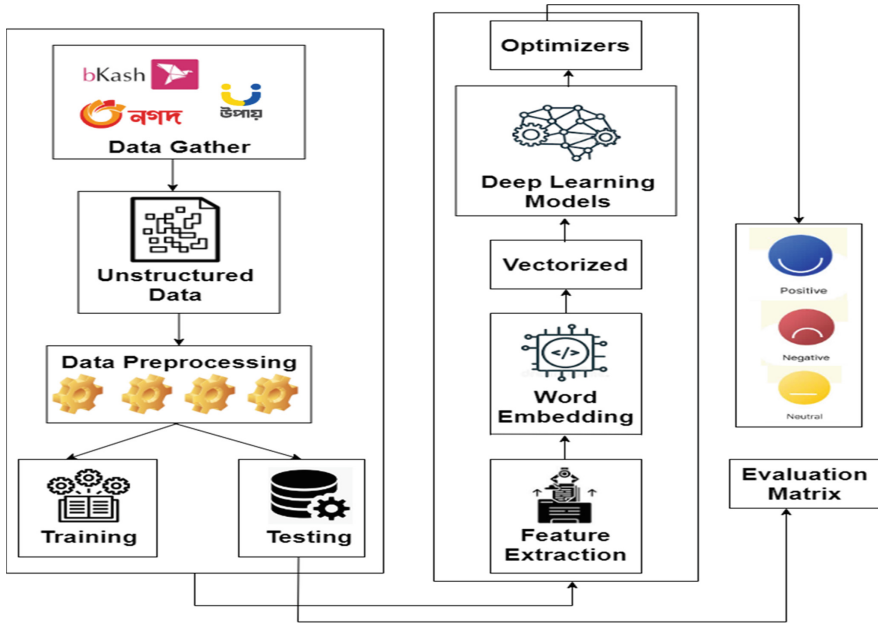 bKash
নগদ
উপায়
Data Gather
Unstructured
Data
Data Preprocessing
Training
Testing
Optimizers
Deep Learning
Models
Vectorized
</>
Word
Embedding
Feature
Extraction
Positive
Negative
Neutral
Evaluation
Matrix